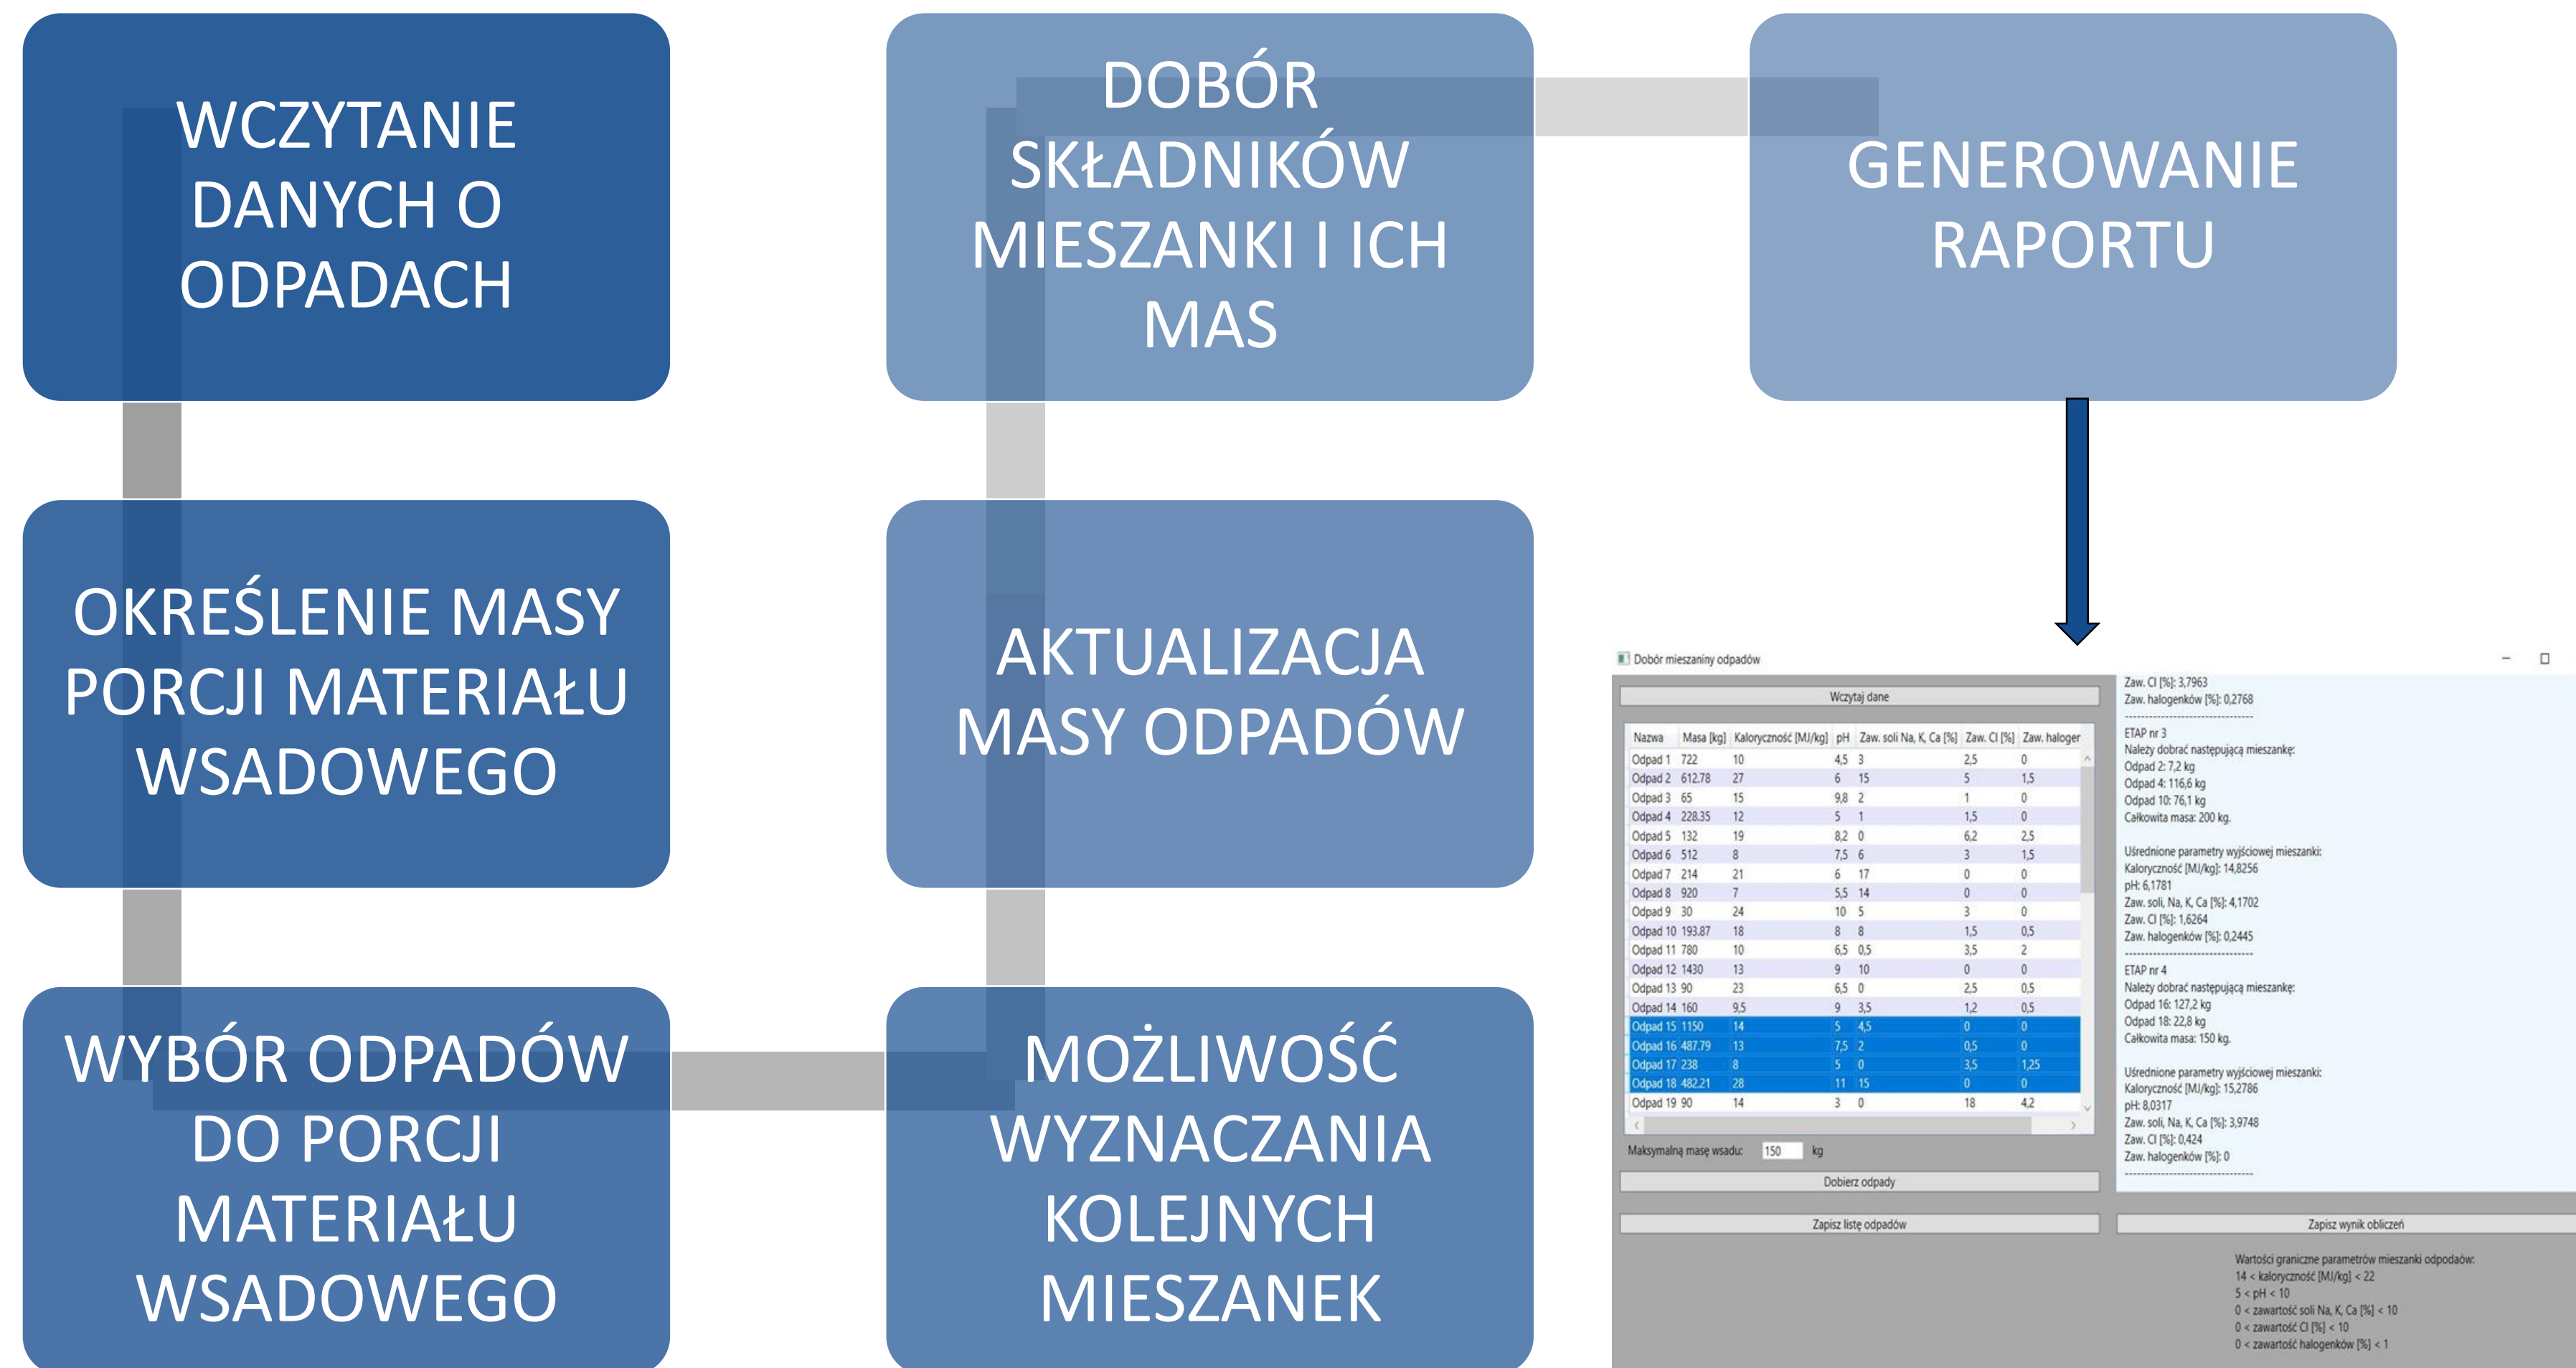 WCZYTANIE
DANYCH O
ODPADACH
OKREŚLENIE MASY
PORCJI MATERIAŁU
WSADOWEGO
WYBÓR ODPADÓW
DO PORCJI
MATERIAŁU
WSADOWEGO
MOŻLIWOŚĆ
WYZNACZANIA
KOLEJNYCH
MIESZANEK
AKTUALIZACJA
MASY ODPADÓW
DOBÓR
SKŁADNIKÓW
MIESZANKI I ICH
MAS
GENEROWANIE
RAPORTU
Dobór mieszaniny odpadów
Wczytaj dane
Nazwa Masa [kg] Kaloryczność [MJ/kg] pH Zaw. soli Na, K, Ca [%] Zaw. Cl [%] Zaw. haloger
Odpad 1 722 10 4,5 3 2,5 0
Odpad 2 612.78 27 6 15 5 1,5
Odpad 3 65 15 9,8 2 1 0
Odpad 4 228.35 12 5 1 1,5 0
Odpad 5 132 19 8,2 0 6,2 2,5
Odpad 6 512 8 7,5 6 3 1,5
Odpad 7 214 21 6 17 0 0
Odpad 8 920 7 5,5 14 0 0
Odpad 9 30 24 10 5 3 0
Odpad 10 193.87 18 8 8 1,5 0,5
Odpad 11 780 10 6,5 0,5 3,5 2
Odpad 12 1430 13 9 10 0 0
Odpad 13 90 23 6,5 0 2,5 0,5
Odpad 14 160 9,5 9 3,5 1,2 0,5
Odpad 15 1150 14 5 4,5 0 0
Odpad 16 487.79 13 7,5 2 0,5 0
Odpad 17 238 8 5 0 3,5 1,25
Odpad 18 482.21 28 11 15 0 0
Odpad 19 90 14 3 0 18 4,2
Maksymalną masę wsadu: 150 kg
Dobierz odpady
Zapisz listę odpadów
Zaw. Cl [%]: 3,7963
Zaw. halogenków [%]: 0,2768
--------------------------------
ETAP nr 3
Należy dobrać następującą mieszankę:
Odpad 2: 7,2 kg
Odpad 4: 116,6 kg
Odpad 10: 76,1 kg
Całkowita masa: 200 kg.
Uśrednione parametry wyjściowej mieszanki:
Kaloryczność [MJ/kg]: 14,8256
pH: 6,1781
Zaw. soli, Na, K, Ca [%]: 4,1702
Zaw. Cl [%]: 1,6264
Zaw. halogenków [%]: 0,2445
--------------------------------
ETAP nr 4
Należy dobrać następującą mieszankę:
Odpad 16: 127,2 kg
Odpad 18: 22,8 kg
Całkowita masa: 150 kg.
Uśrednione parametry wyjściowej mieszanki:
Kaloryczność [MJ/kg]: 15,2786
pH: 8,0317
Zaw. soli, Na, K, Ca [%]: 3,9748
Zaw. Cl [%]: 0,424
Zaw. halogenków [%]: 0
--------------------------------
Zapisz wynik obliczeń
Wartości graniczne parametrów mieszanki odpodaów:
14 < kaloryczność [MJ/kg] < 22
5 < pH < 10
0 < zawartość soli Na, K, Ca [%] < 10
0 < zawartość Cl [%] < 10
0 < zawartość halogenków [%] < 1